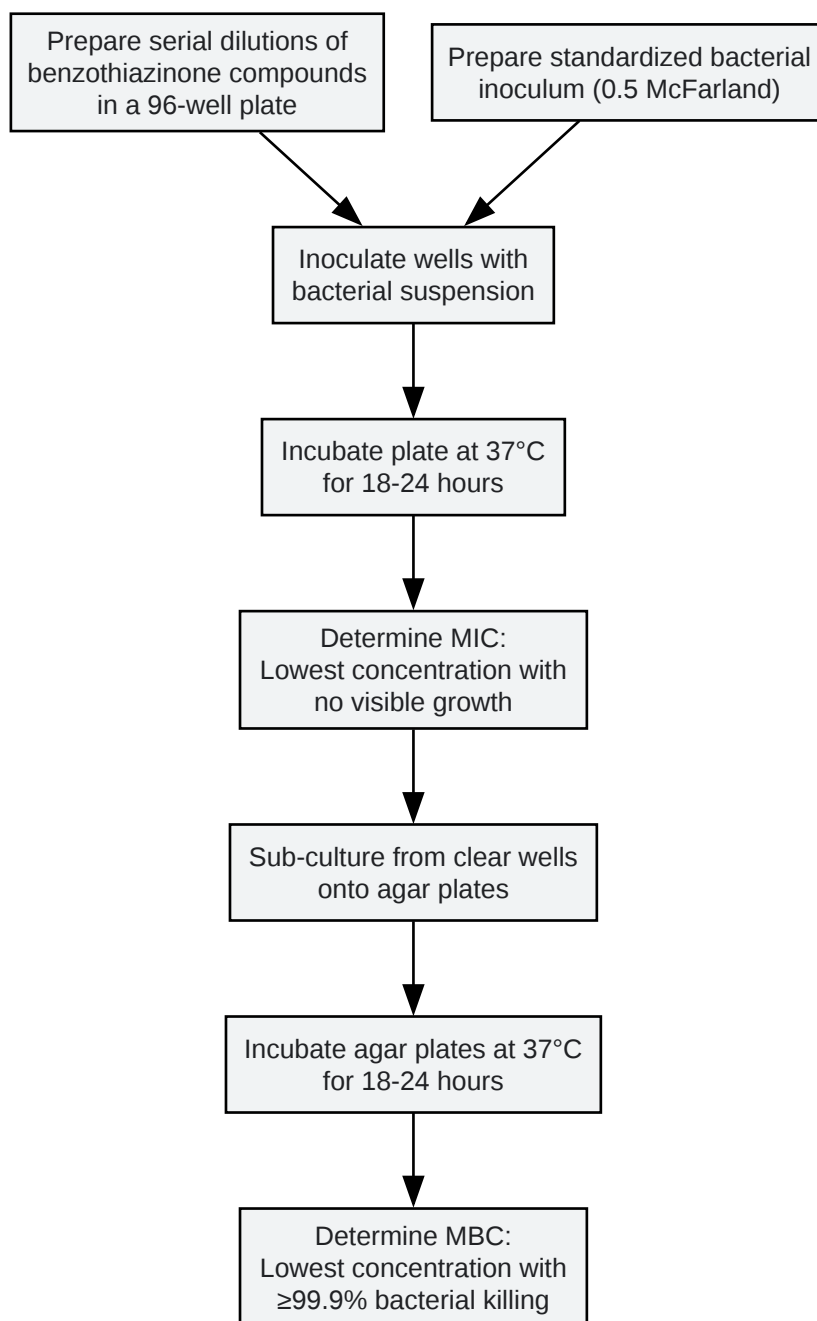 Prepare serial dilutions of
benzothiazinone compounds
in a 96-well plate
Prepare standardized bacterial
inoculum (0.5 McFarland)
Inoculate wells with
bacterial suspension
Incubate plate at 37°C
for 18-24 hours
Determine MIC:
Lowest concentration with
no visible growth
Sub-culture from clear wells
onto agar plates
Incubate agar plates at 37°C
for 18-24 hours
Determine MBC:
Lowest concentration with
≥99.9% bacterial killing